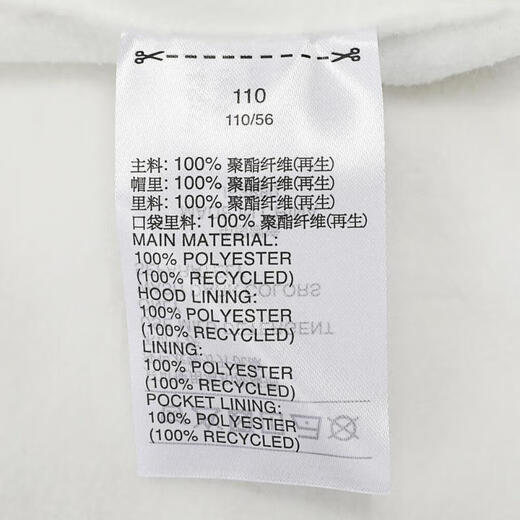 110
110/56
主料: 100% 聚酯纤维(再生)
帽里: 100% 聚酯纤维(再生)
里料: 100% 聚酯纤维(再生)
口袋里料: 100% 聚酯纤维(再生)
MAIN MATERIAL:
100% POLYESTER
(100% RECYCLED)
HOOD LINING:
100% POLYESTER
(100% RECYCLED)
LINING:
100% POLYESTER
(100% RECYCLED)
POCKET LINING:
100% POLYESTER
(100% RECYCLED)